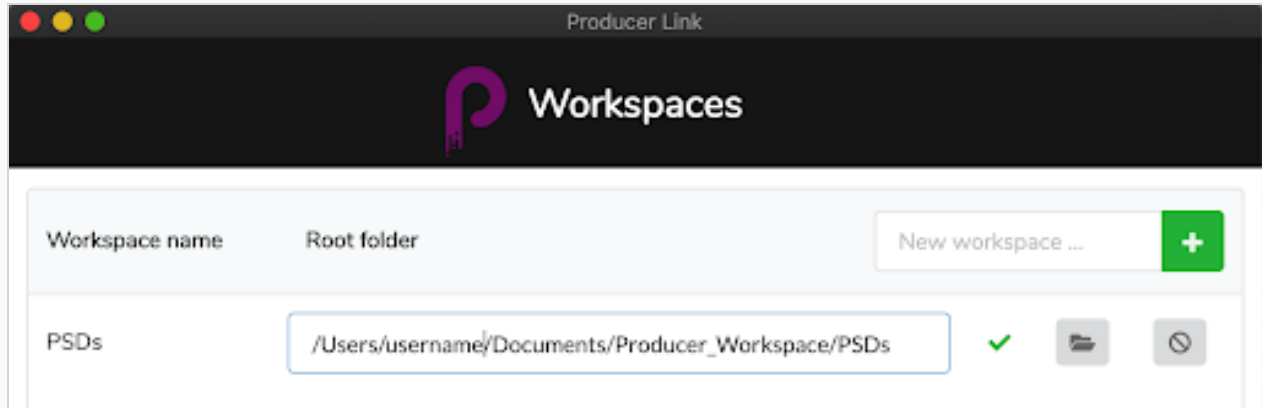 Producer Link
Workspaces
Workspace name
Root folder
New workspace ...
PSDs
/Users/username/Documents/Producer_Workspace/PSDs